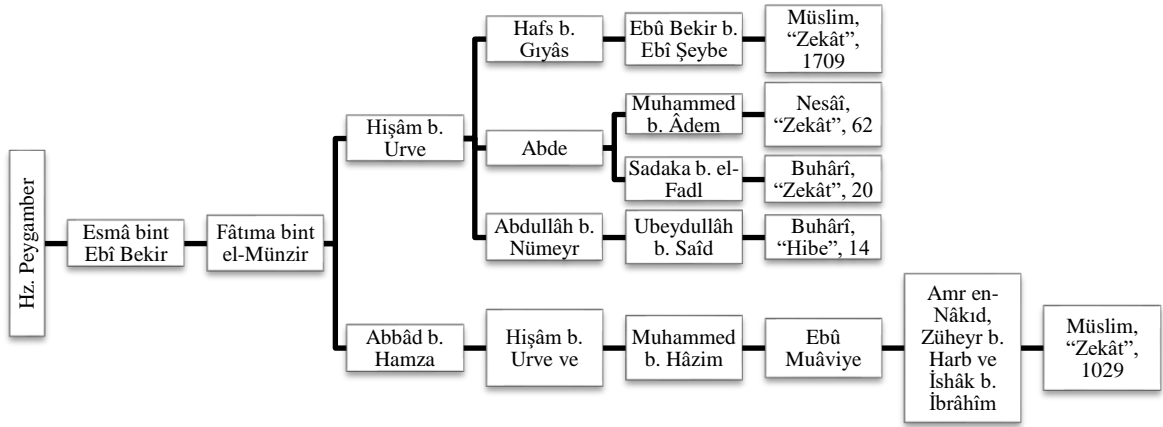 Hz. Peygamber
Esmâ bint
Ebî Bekir
Fâtıma bint
el-Münzir
Hişâm b.
Urve
Hafs b.
Gıyâs
Ebû Bekir b.
Ebî Şeybe
Müslim,
“Zekât”,
1709
Abde
Muhammed
b. Âdem
Nesâî,
“Zekât”, 62
Sadaka b. el-
Fadl
Buhârî,
“Zekât”, 20
Abdullâh b.
Nümeyr
Ubeydullâh
b. Saîd
Buhârî,
“Hibe”, 14
Abbâd b.
Hamza
Hişâm b.
Urve ve
Muhammed
b. Hâzim
Ebû
Muâviye
Amr en-
Nâkıd,
Züheyr b.
Harb ve
İshâk b.
İbrâhîm
Müslim,
“Zekât”,
1029